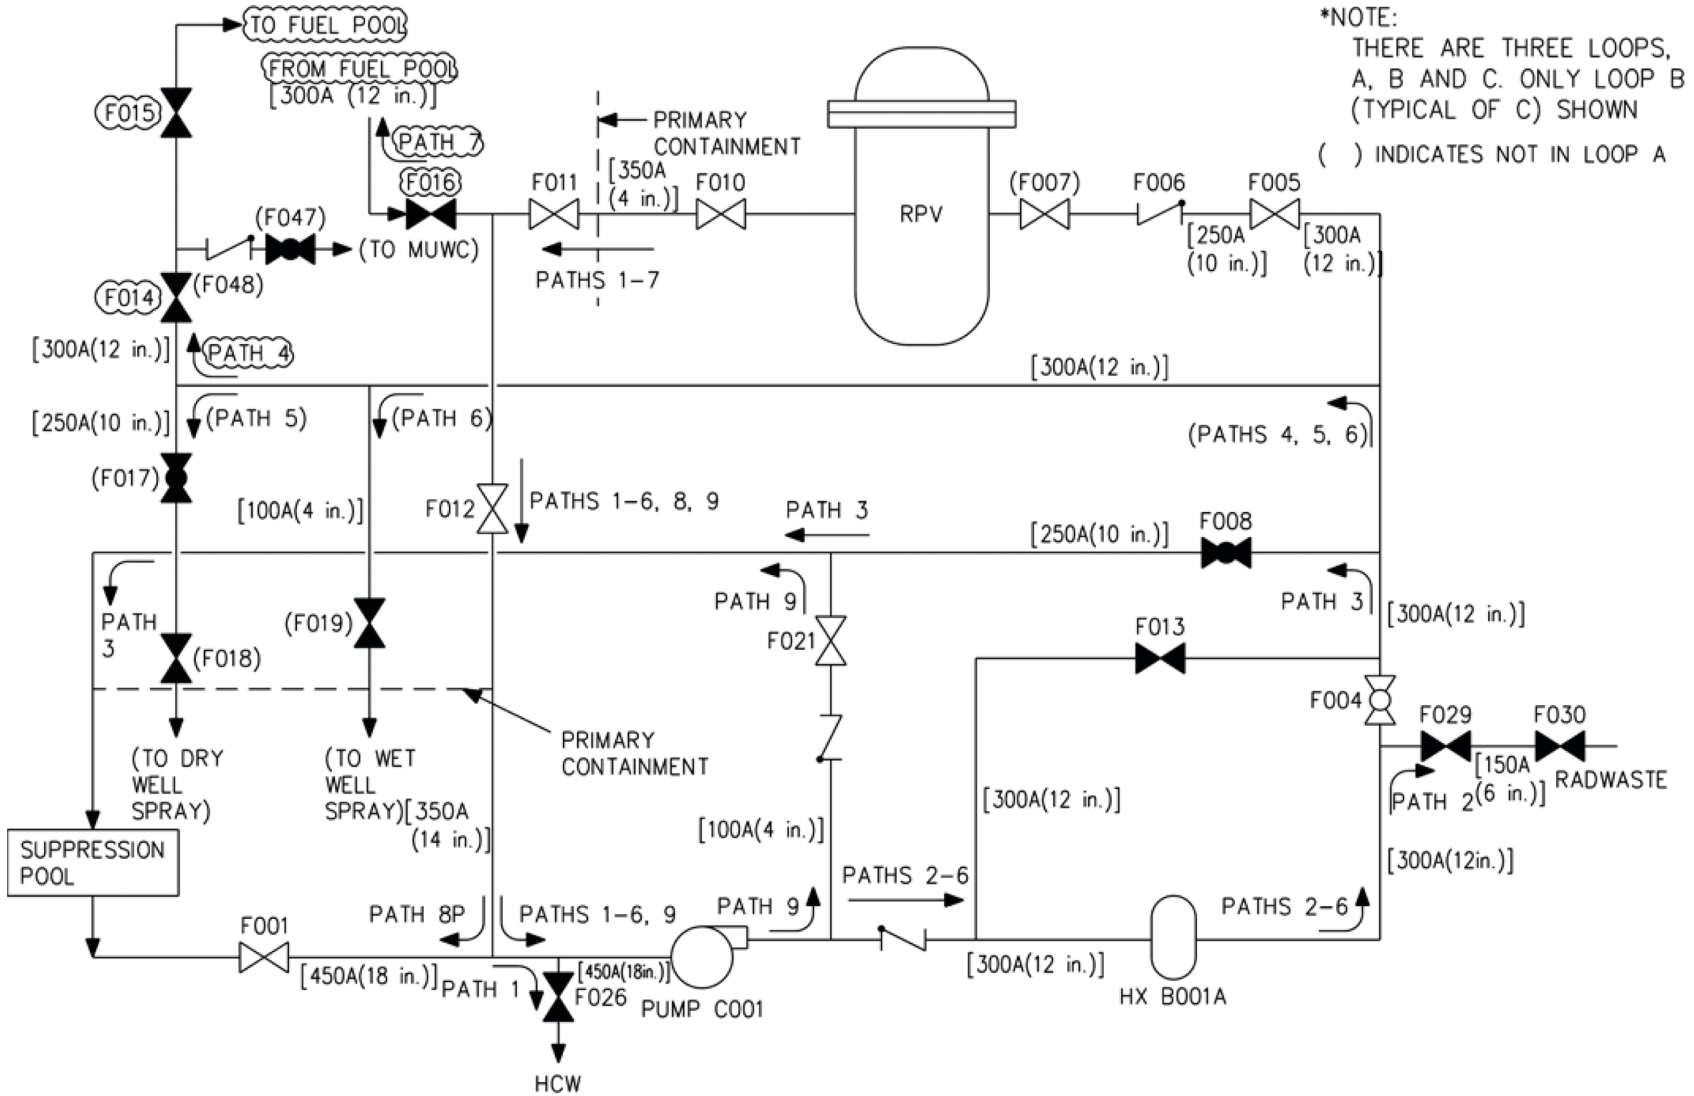 TO FUEL POOL
FROM FUEL POOL
[300A (12 in.)]
F015
PATH 7
F016
F011
PRIMARY
CONTAINMENT
[350A
(4 in.)]
F010
RPV
(F007)
F006
F005
[250A
(10 in.)]
[300A
(12 in.)]
*NOTE:
THERE ARE THREE LOOPS,
A, B AND C. ONLY LOOP B
(TYPICAL OF C) SHOWN
( ) INDICATES NOT IN LOOP A
(F047)
(TO MUWC)
(F048)
F014
PATHS 1-7
[300A(12 in.)]
PATH 4
[300A(12 in.)]
[250A(10 in.)]
(PATH 5)
(PATH 6)
(PATHS 4, 5, 6)
(F017)
[100A(4 in.)]
F012
PATHS 1-6, 8, 9
PATH 3
[250A(10 in.)]
F008
PATH
3
(F019)
(F018)
PATH 9
F021
F013
PATH 3
[300A(12 in.)]
F004
F029
F030
[150A
(6 in.)]
RADWASTE
PATH 2
PRIMARY
CONTAINMENT
(TO DRY
WELL
SPRAY)
(TO WET
WELL
SPRAY)
[350A
(14 in.)]
[100A(4 in.)]
[300A(12 in.)]
[300A(12in.)]
SUPPRESSION
POOL
F001
[450A(18 in.)]
PATH 8P
PATHS 1-6, 9
PATH 1
[450A(18in.)]
F026
HCW
PATH 9
PUMP C001
PATHS 2-6
[300A(12 in.)]
HX B001A
PATHS 2-6